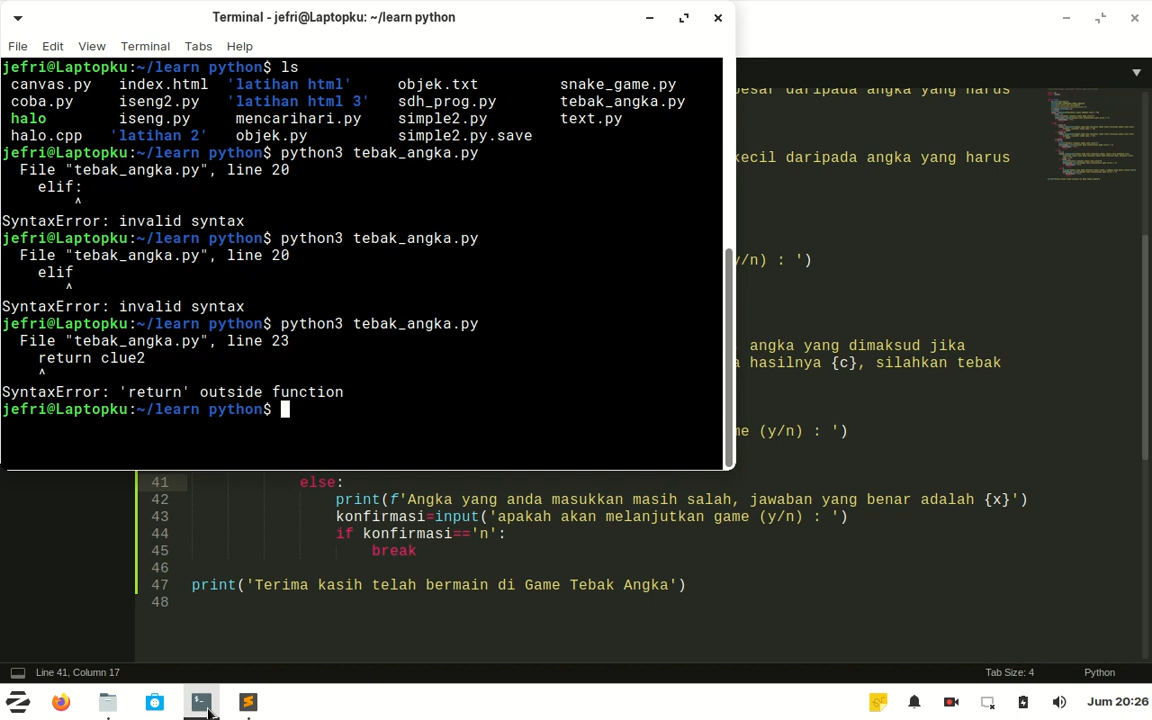 Terminal - jefri@Laptopku: ~/learn python
File Edit View Terminal Tabs Help
jefri@Laptopku:~/learn python$ ls
canvas.py index.html 'latihan html' objek.txt snake_game.py
coba.py iseng2.py 'latihan html 3' sdh_prog.py tebak_angka.py
halo iseng.py mencarihari.py simple2.py text.py
halo.cpp 'latihan 2' objek.py simple2.py.save
jefri@Laptopku:~/learn python$ python3 tebak_angka.py
File "tebak_angka.py", line 20
elif:
^
SyntaxError: invalid syntax
jefri@Laptopku:~/learn python$ python3 tebak_angka.py
File "tebak_angka.py", line 20
elif
^
SyntaxError: invalid syntax
jefri@Laptopku:~/learn python$ python3 tebak_angka.py
File "tebak_angka.py", line 23
return clue2
^
SyntaxError: 'return' outside function
jefri@Laptopku:~/learn python$
besar daripada angka yang harus
kecil daripada angka yang harus
y/n) : ')
angka yang dimaksud jika
hasilnya {c}, silahkan tebak
me (y/n) : ')
41 else:
42 print(f'Angka yang anda masukkan masih salah, jawaban yang benar adalah {x}')
43 konfirmasi=input('apakah akan melanjutkan game (y/n) : ')
44 if konfirmasi=='n':
45 break
46
47 print('Terima kasih telah bermain di Game Tebak Angka')
48
Line 41, Column 17
Tab Size: 4 Python
Jum 20:26